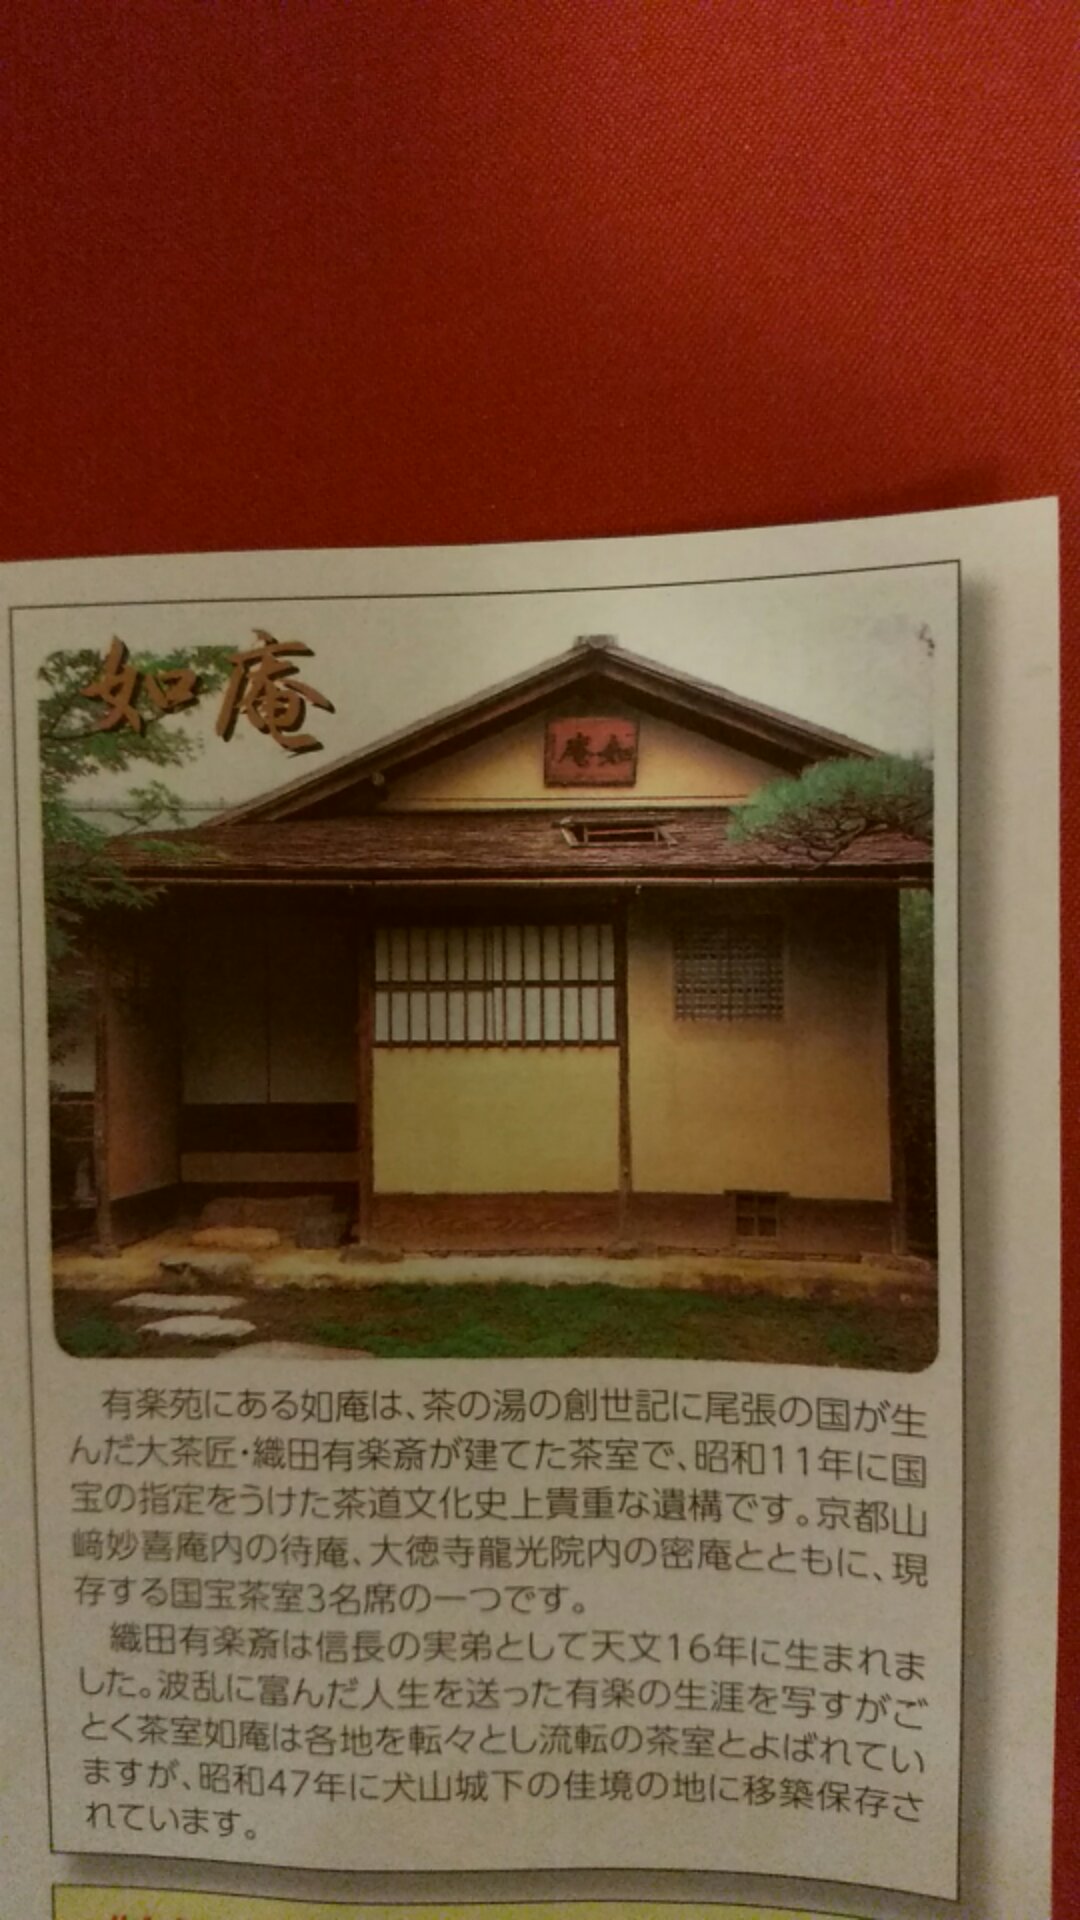 如庵
如庵
有楽苑にある如庵は、茶の湯の創世記に尾張の国が生
んだ大茶匠・織田有楽斎が建てた茶室で、昭和11年に国
宝の指定をうけた茶道文化史上貴重な遺構です。京都山
﨑妙喜庵内の待庵、大徳寺龍光院内の密庵とともに、現
存する国宝茶室3名席の一つです。
織田有楽斎は信長の実弟として天文16年に生まれま
した。波乱に富んだ人生を送った有楽の生涯を写すがご
とく茶室如庵は各地を転々とし流転の茶室とよばれてい
ますが、昭和47年に犬山城下の佳境の地に移築保存さ
れています。